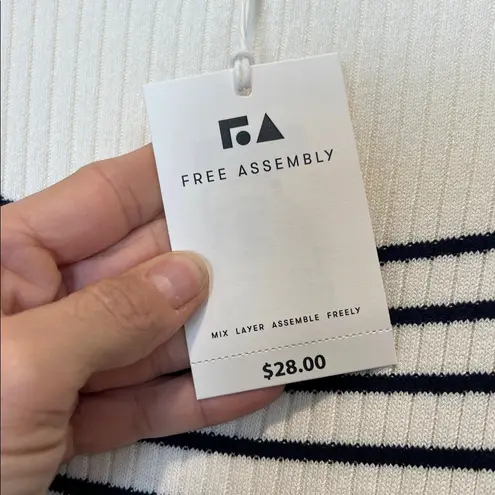 FREE ASSEMBLY
MIX LAYER ASSEMBLE FREELY
$28.00